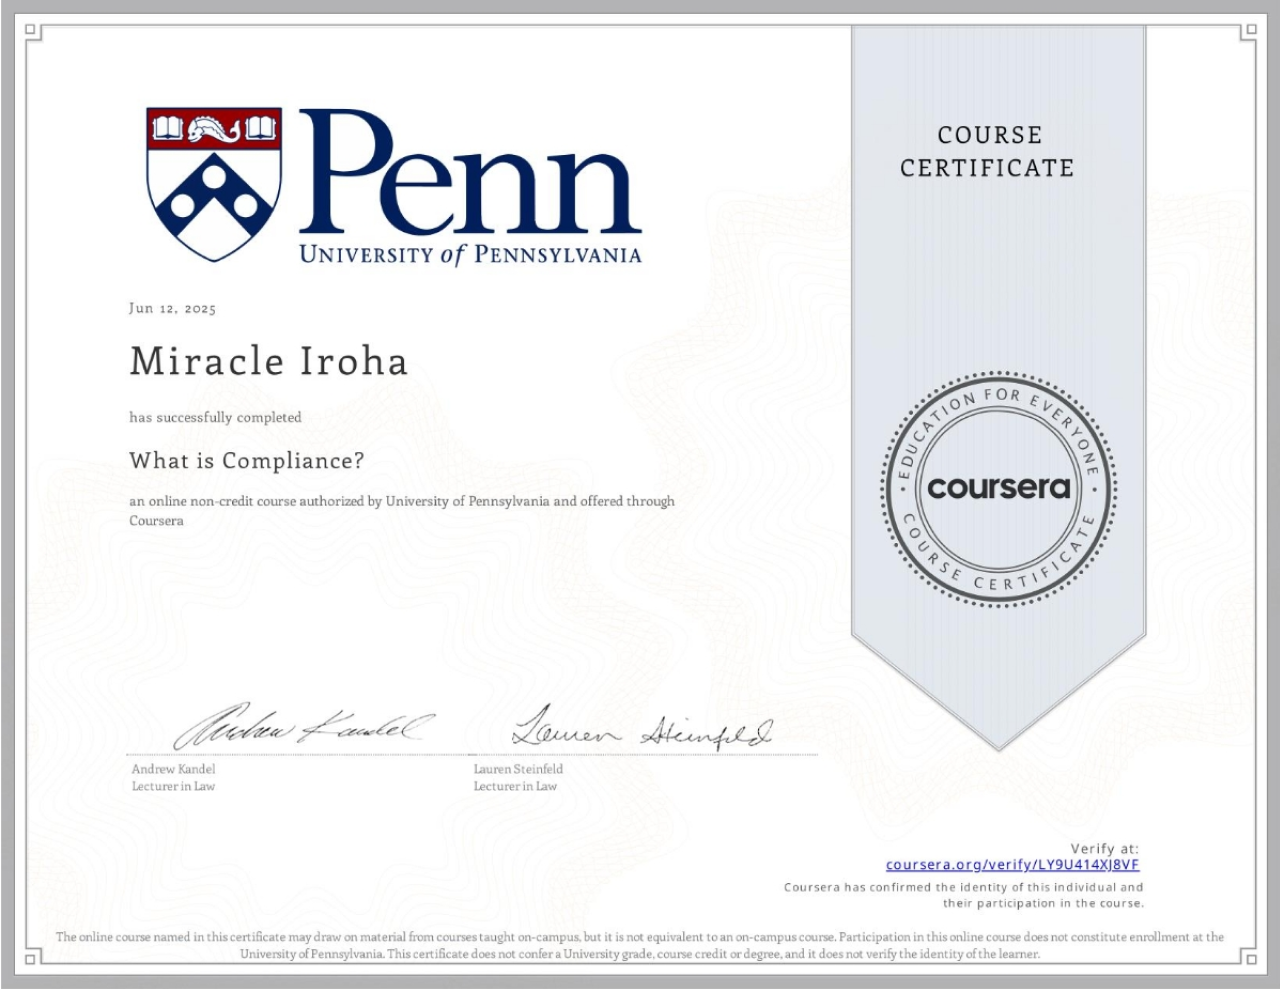 Penn
UNIVERSITY of PENNSYLVANIA
COURSE
CERTIFICATE
Jun 12, 2025
Miracle Iroha
has successfully completed
What is Compliance?
an online non-credit course authorized by University of Pennsylvania and offered through
Coursera
EDUCATION FOR EVERYONE
coursera
COURSE CERTIFICATE
Andrew Kandel
Lauren Steinfeld
Andrew Kandel
Lecturer in Law
Lauren Steinfeld
Lecturer in Law
Verify at:
coursera.org/verify/LY9U414XJ8VF
Coursera has confirmed the identity of this individual and
their participation in the course.
The online course named in this certificate may draw on material from courses taught on-campus, but it is not equivalent to an on-campus course. Participation in this online course does not constitute enrollment at the
University of Pennsylvania. This certificate does not confer a University grade, course credit or degree, and it does not verify the identity of the learner.